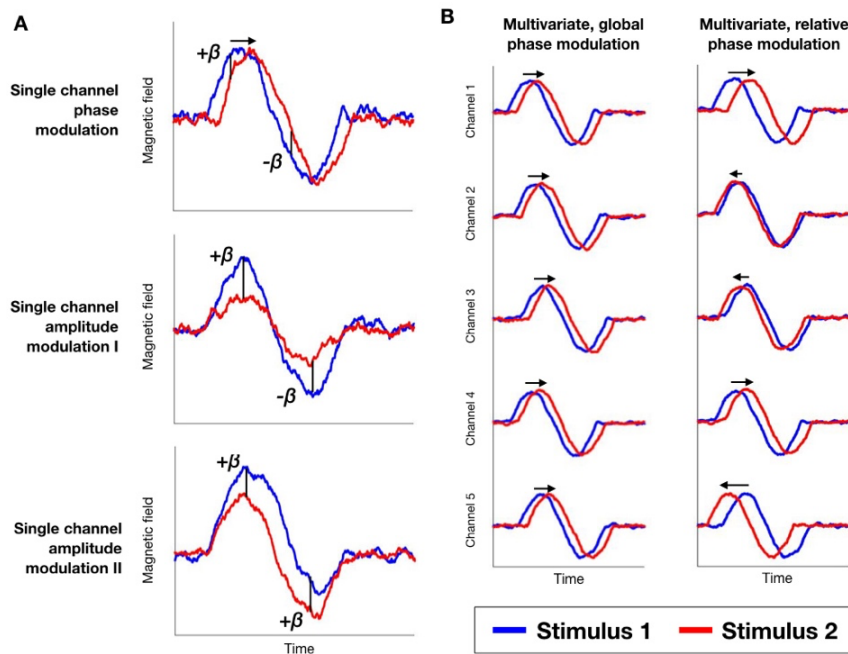 A
Single channel
phase
modulation
Magnetic field
+β
-β
Single channel
amplitude
modulation I
Magnetic field
+β
-β
Single channel
amplitude
modulation II
Magnetic field
+β
+β
Time
B
Multivariate, global
phase modulation
Multivariate, relative
phase modulation
Channel 1
Channel 2
Channel 3
Channel 4
Channel 5
Time
Time
Stimulus 1
Stimulus 2